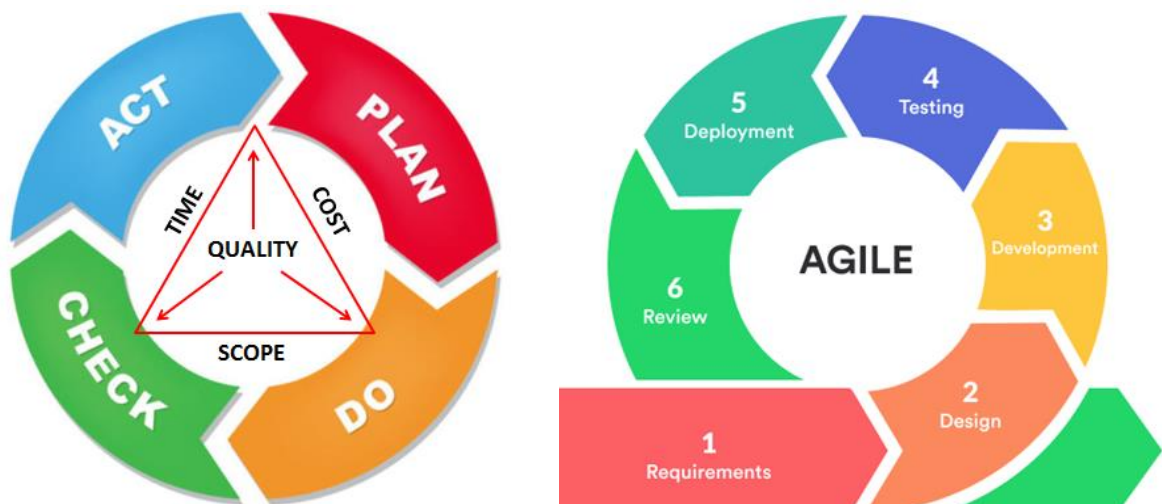 ACT
PLAN
TIME
COST
QUALITY
SCOPE
CHECK
DO
4
Testing
5
Deployment
3
Development
AGILE
6
Review
2
Design
1
Requirements